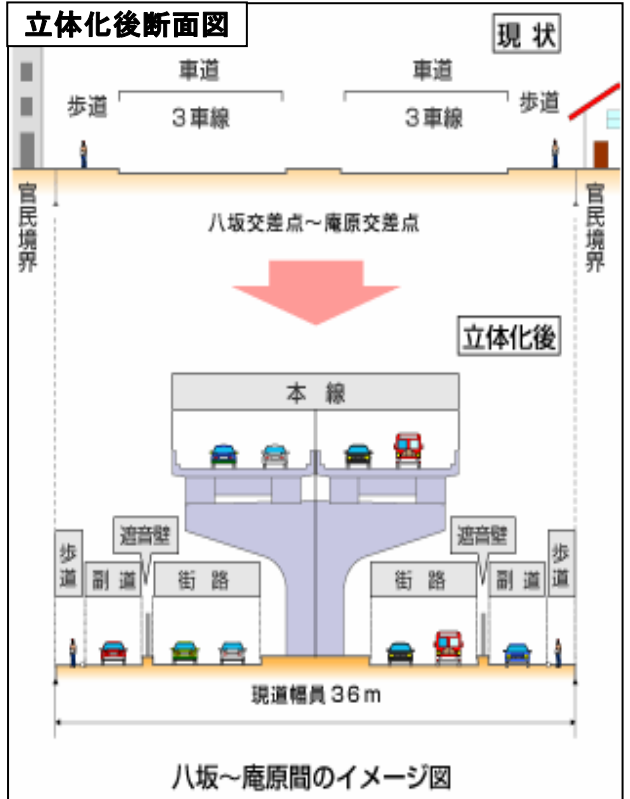 立体化後断面図
現 状
車道
車道
歩道
3車線
3車線
歩道
官民境界
官民境界
八坂交差点～庵原交差点
立体化後
本 線
歩道
副 道
遮音壁
街 路
街 路
遮音壁
副 道
歩道
現道幅員36m
八坂～庵原間のイメージ図